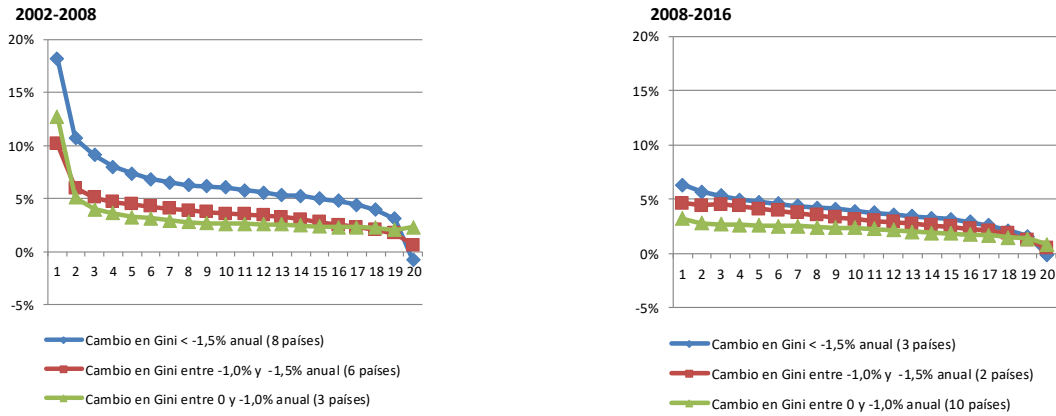 2002-2008
20%
15%
10%
5%
0%
1 2 3 4 5 6 7 8 9 10 11 12 13 14 15 16 17 18 19 20
-5%
Cambio en Gini < -1,5% anual (8 países)
Cambio en Gini entre -1,0% y -1,5% anual (6 países)
Cambio en Gini entre 0 y -1,0% anual (3 países)
2008-2016
20%
15%
10%
5%
0%
1 2 3 4 5 6 7 8 9 10 11 12 13 14 15 16 17 18 19 20
-5%
Cambio en Gini < -1,5% anual (3 países)
Cambio en Gini entre -1,0% y -1,5% anual (2 países)
Cambio en Gini entre 0 y -1,0% anual (10 países)